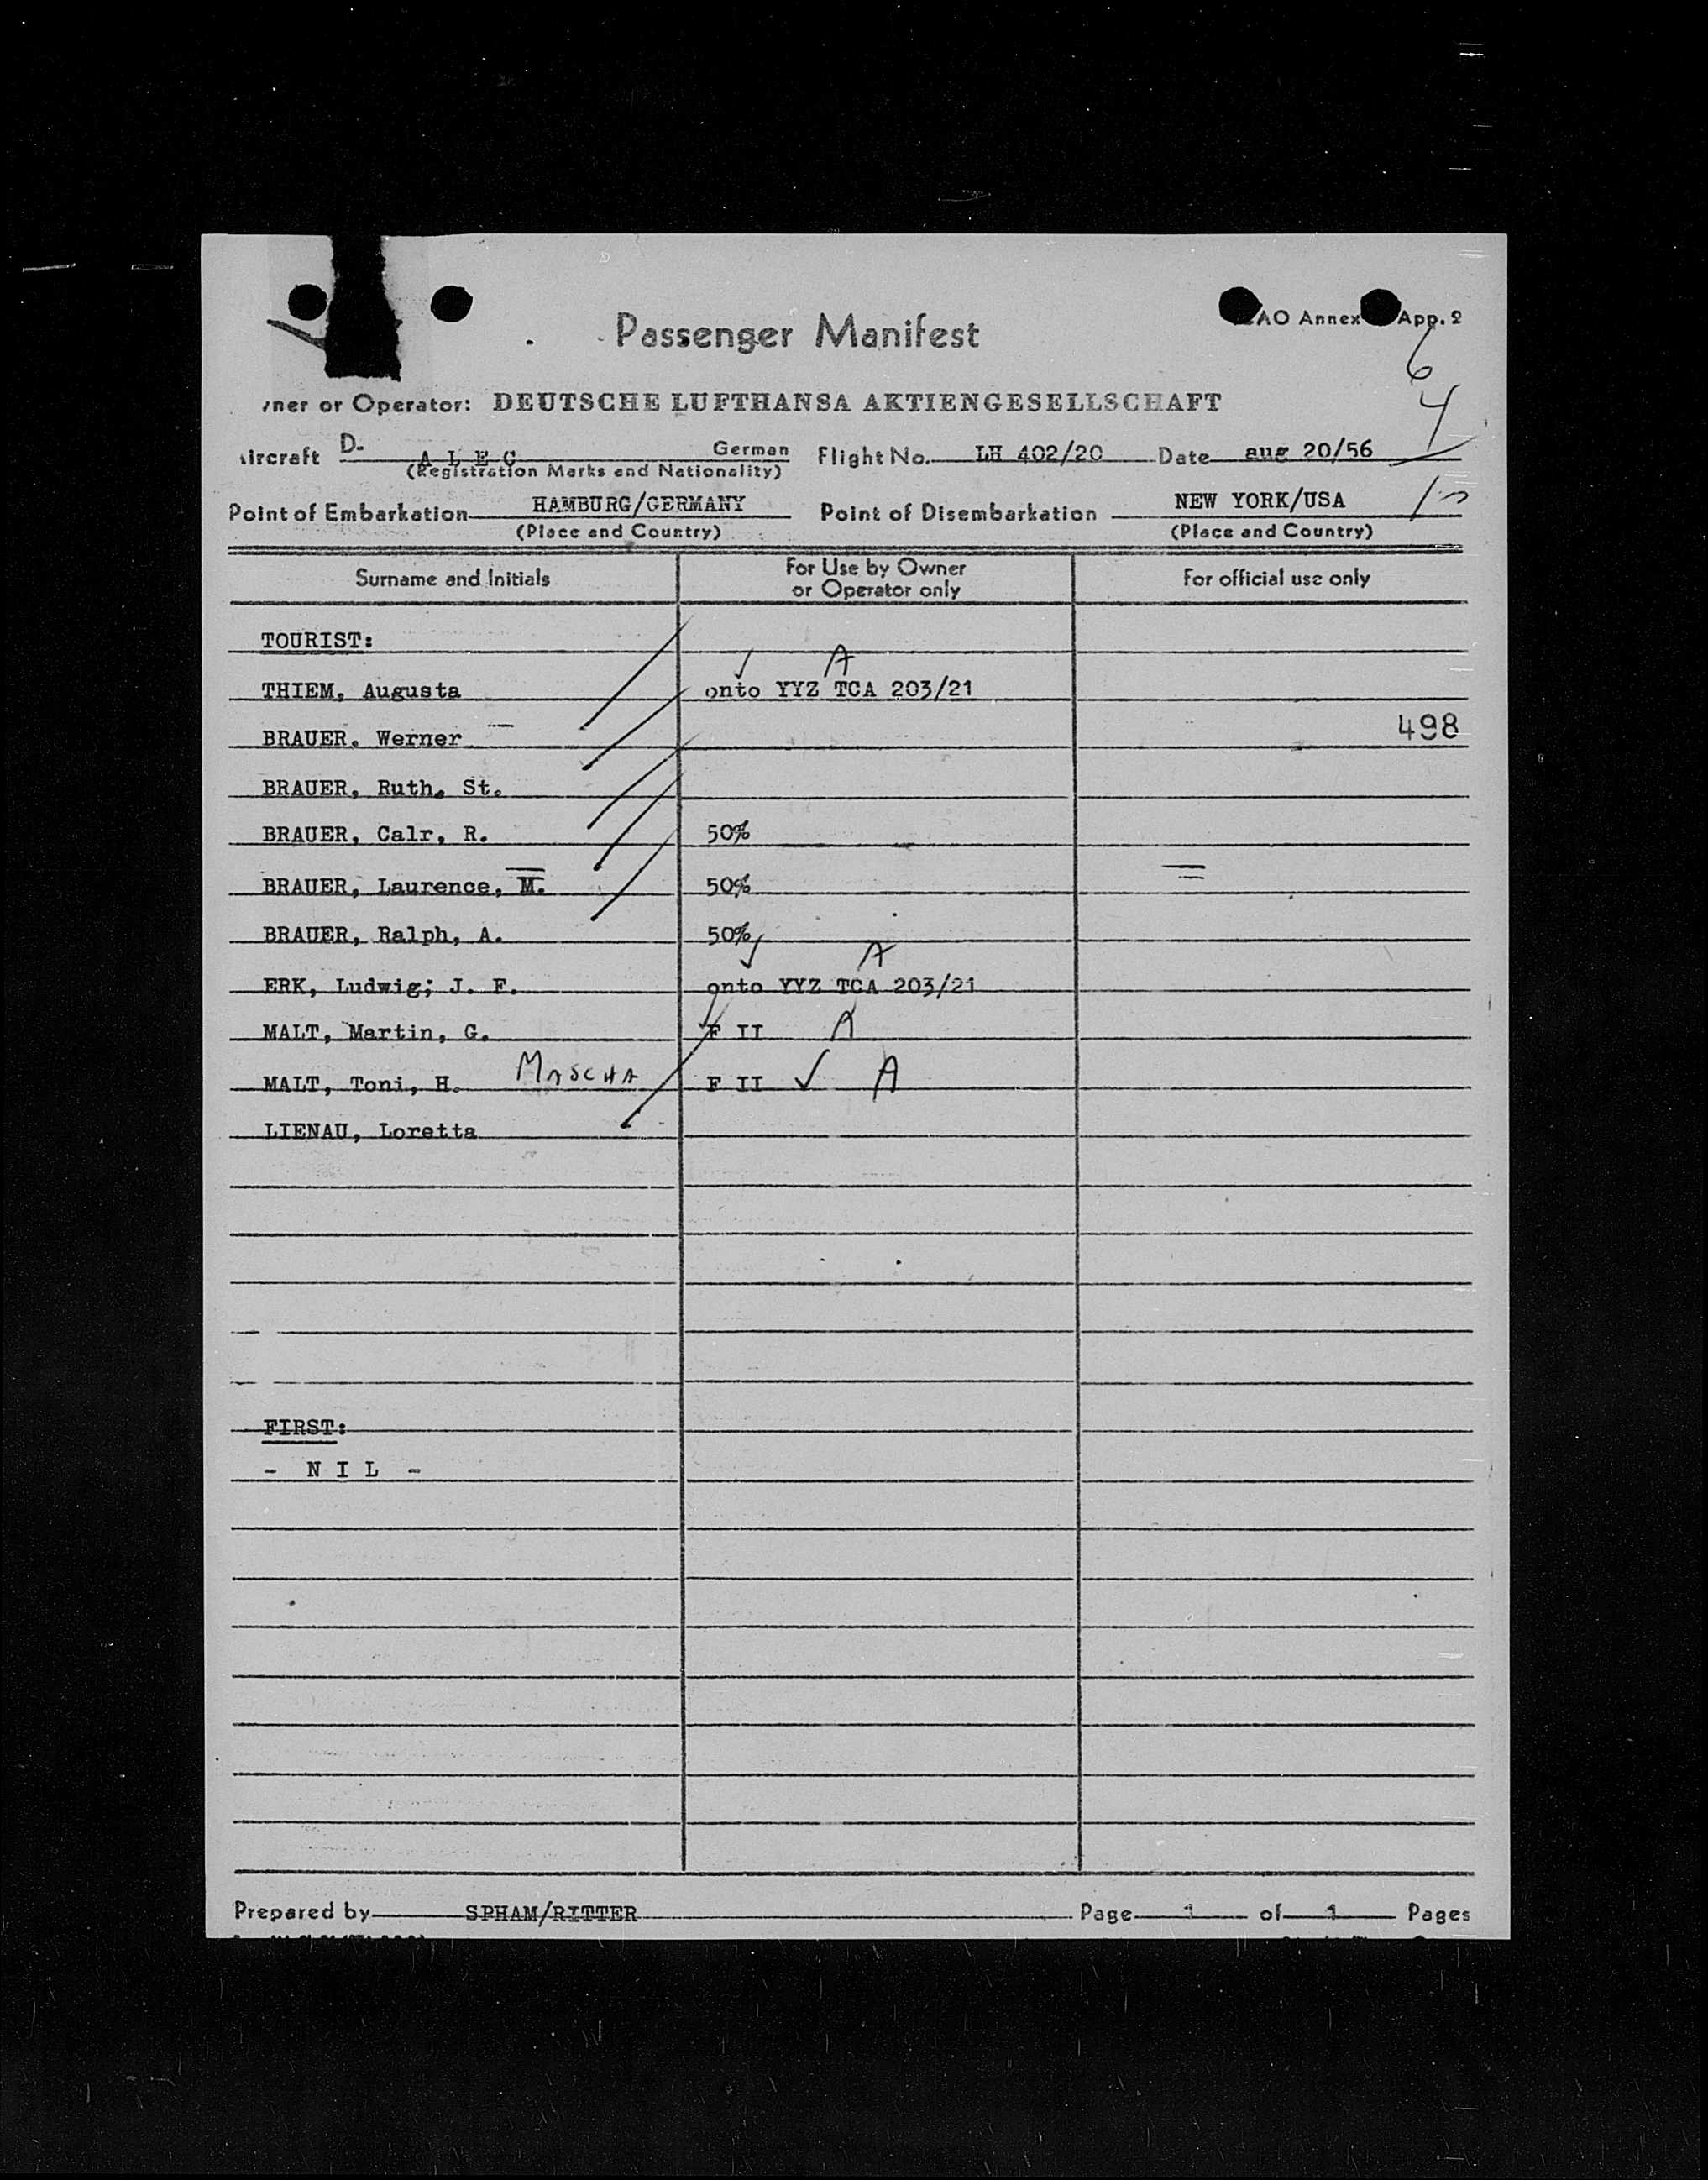 Passenger Manifest
AO Annex App. 2
6
4
ner or Operator: DEUTSCHE LUFTHANSA AKTIENGESELLSCHAFT
ircraft D- A L E C German Flight No. LH 402/20 Date aug 20/56
(Registration Marks and Nationality)
Point of Embarkation HAMBURG/GERMANY Point of Disembarkation NEW YORK/USA
(Place and Country) (Place and Country)
Surname and Initials For Use by Owner or Operator only For official use only
TOURIST:
A
THIEM, Augusta onto YYZ TCA 203/21
BRAUER. Werner 498
BRAUER, Ruth, St.
BRAUER, Calr, R. 50%
BRAUER, Laurence, M. 50%
BRAUER, Ralph, A. 50%
A
ERK, Ludwig; J. F. onto YYZ TCA 203/21
MALT, Martin, G. F II A
MALT, Toni, H. MASCHA F II ✓ A
LIENAU, Loretta
FIRST:
- N I L -
Prepared by SPHAM/RITTER Page 1 of 1 Pages